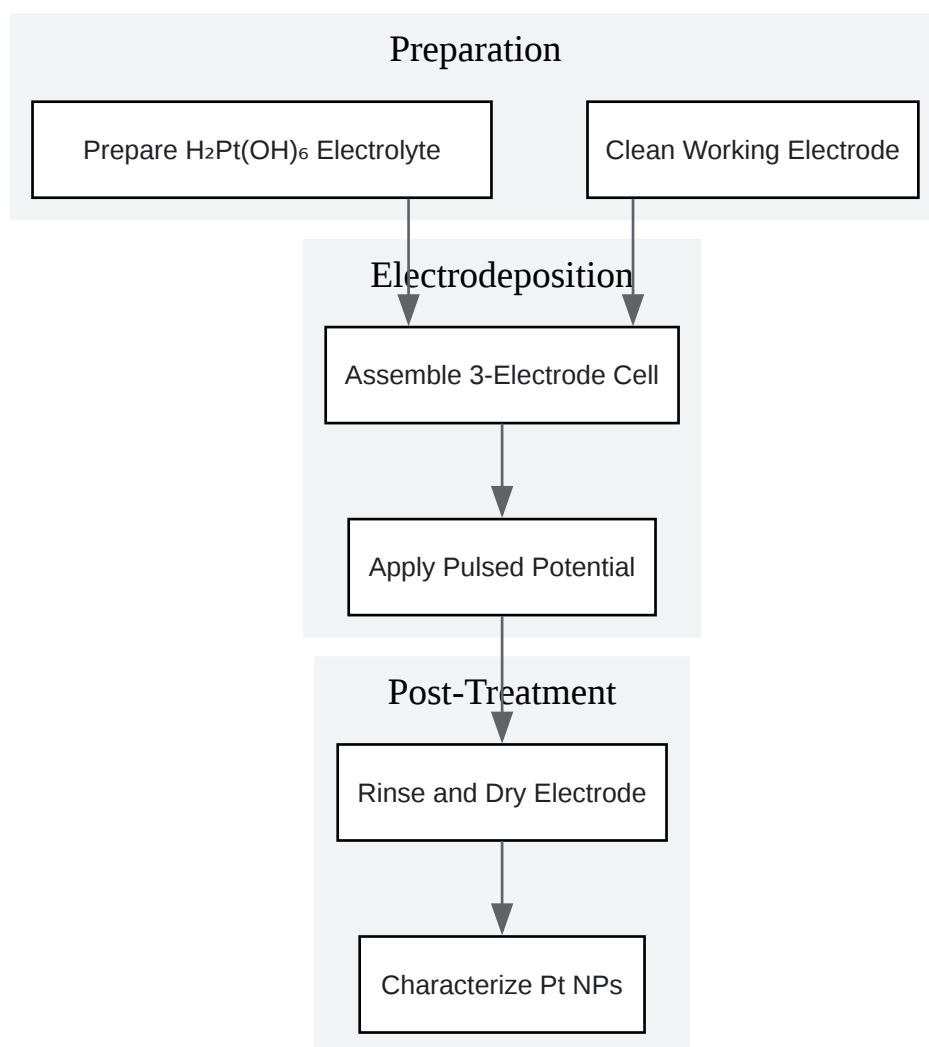 Preparation
Prepare H₂Pt(OH)₆ Electrolyte
Clean Working Electrode
Electrodeposition
Assemble 3-Electrode Cell
Apply Pulsed Potential
Post-Treatment
Rinse and Dry Electrode
Characterize Pt NPs